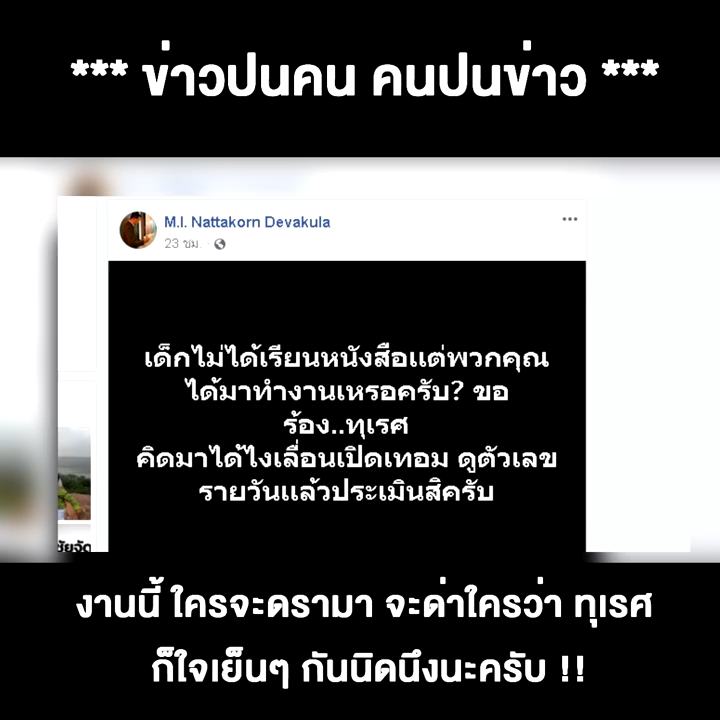 *** ข่าวปนคน คนปนข่าว ***
M.l. Nattakorn Devakula
23 ชม.
เด็กไม่ได้เรียนหนังสือแต่พวกคุณ
ได้มาทำงานเหรอครับ? ขอ
ร้อง..ทุเรศ
คิดมาได้ไงเลื่อนเปิดเทอม ดูตัวเลข
รายวันแล้วประเมินสิครับ
ชัยจัด
งานนี้ ใครจะดรามา จะด่าใครว่า ทุเรศ
ก็ใจเย็นๆ กันนิดนึงนะครับ !!